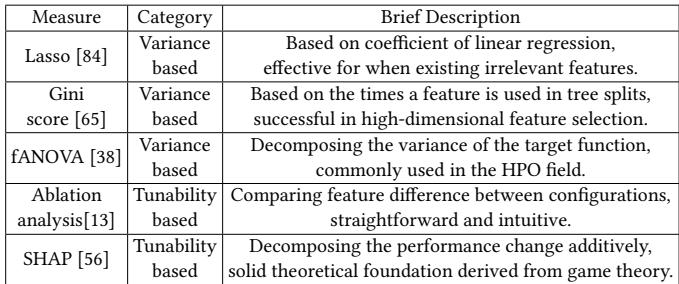 Measure Category Brief Description
Lasso [84] Variance based Based on coefficient of linear regression,
effective for when existing irrelevant features.
Gini score [65] Variance based Based on the times a feature is used in tree splits,
successful in high-dimensional feature selection.
fANOVA [38] Variance based Decomposing the variance of the target function,
commonly used in the HPO field.
Ablation analysis[13] Tunability based Comparing feature difference between configurations,
straightforward and intuitive.
SHAP [56] Tunability based Decomposing the performance change additively,
solid theoretical foundation derived from game theory.